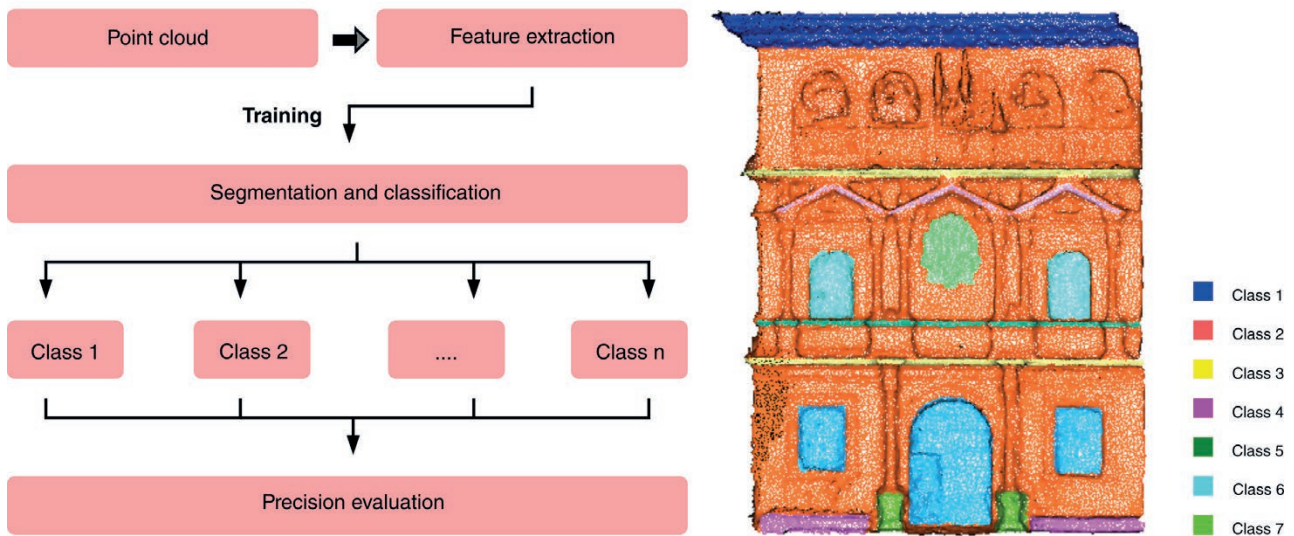 Point cloud
Feature extraction
Training
Segmentation and classification
Class 1
Class 2
....
Class n
Precision evaluation
Class 1
Class 2
Class 3
Class 4
Class 5
Class 6
Class 7